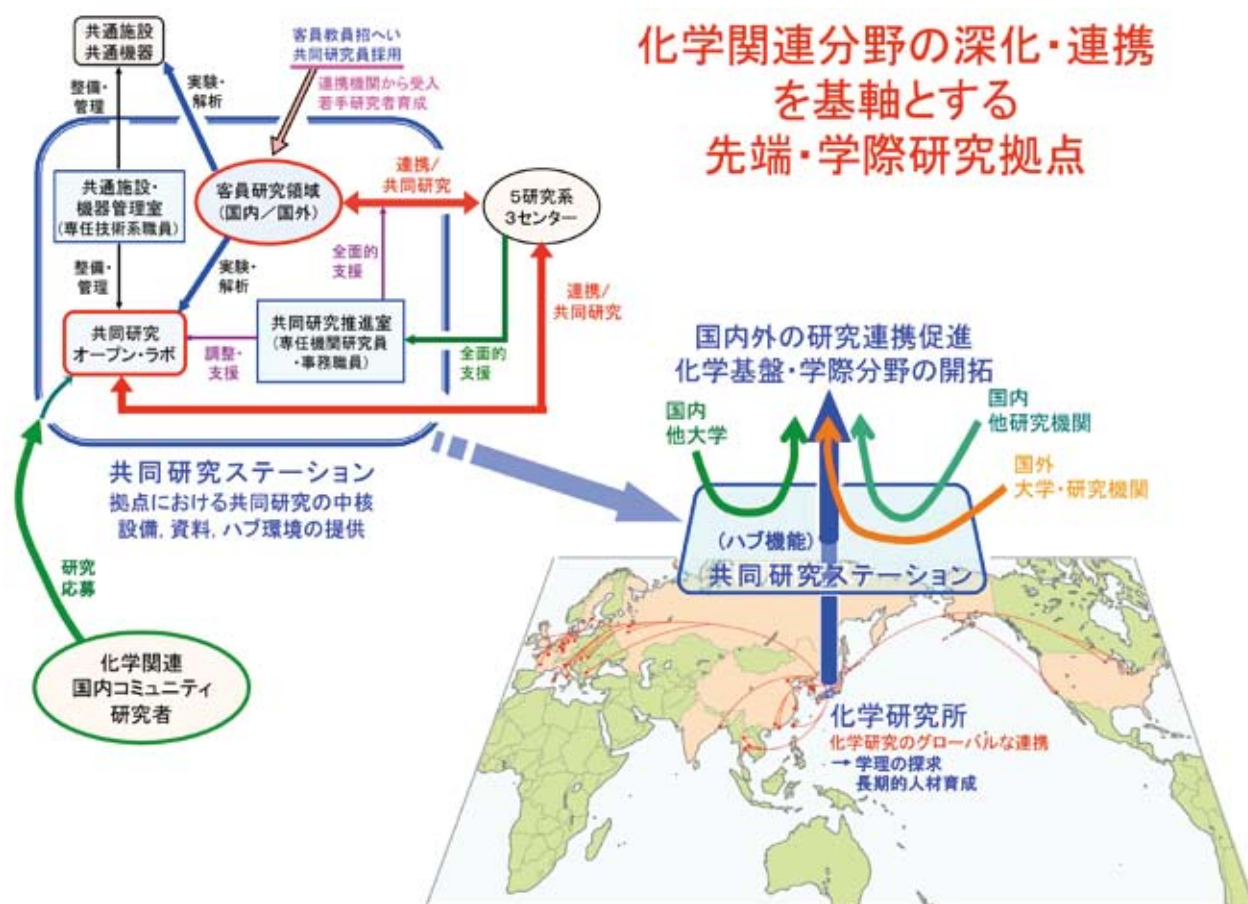 化学関連分野の深化・連携
を基軸とする
先端・学際研究拠点
共通施設
共通機器
客員教員招へい
共同研究員採用
連携機関から受入
若手研究者育成
整備・
管理
実験・
解析
共通施設・
機器管理室
(専任技術系職員)
客員研究領域
(国内／国外)
連携/
共同研究
5研究系
3センター
整備・
管理
実験・
解析
全面的
支援
連携/
共同研究
共同研究
オープン・ラボ
調整・
支援
共同研究推進室
(専任機関研究員
・事務職員)
全面的
支援
共同研究ステーション
拠点における共同研究の中核
設備, 資料, ハブ環境の提供
研究
応募
化学関連
国内コミュニティ
研究者
国内外の研究連携促進
化学基盤・学際分野の開拓
国内
他大学
国内
他研究機関
国外
大学・研究機関
(ハブ機能)
共同研究ステーション
化学研究所
化学研究のグローバルな連携
→ 学理の探求
長期的人材育成